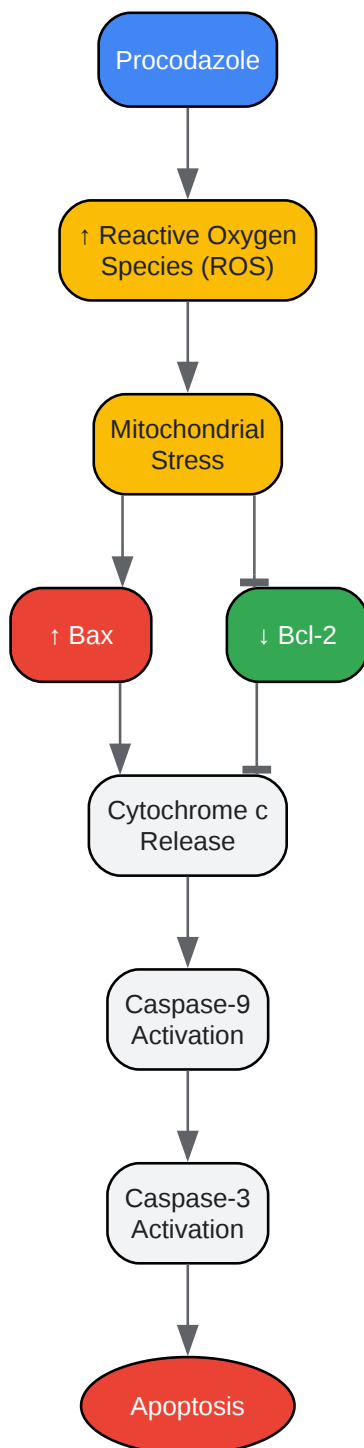 Procodazole
↑ Reactive Oxygen
Species (ROS)
Mitochondrial
Stress
↑ Bax
↓ Bcl-2
Cytochrome c
Release
Caspase-9
Activation
Caspase-3
Activation
Apoptosis